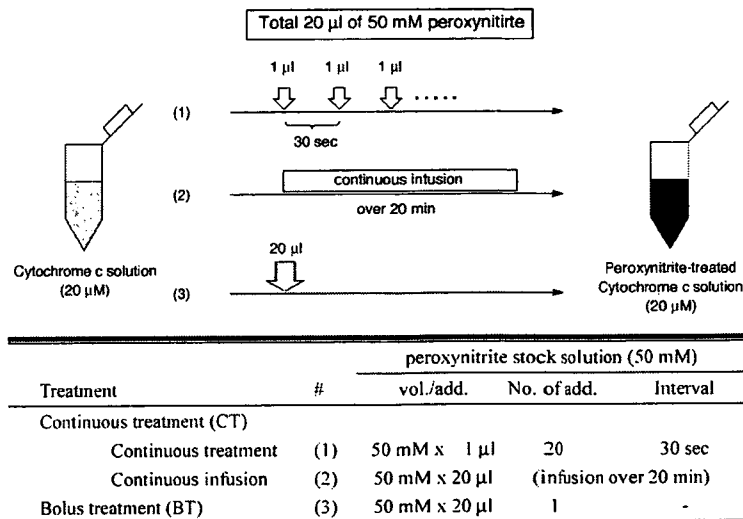 Total 20 µl of 50 mM peroxynitirte
1 µl 1 µl 1 µl
(1)
30 sec
continuous infusion
(2)
over 20 min
20 µl
(3)
Cytochrome c solution
(20 µM)
Peroxynitrite-treated
Cytochrome c solution
(20 µM)
peroxynitrite stock solution (50 mM)
Treatment # vol./add. No. of add. Interval
Continuous treatment (CT)
Continuous treatment (1) 50 mM x 1 µl 20 30 sec
Continuous infusion (2) 50 mM x 20 µl (infusion over 20 min)
Bolus treatment (BT) (3) 50 mM x 20 µl 1 -